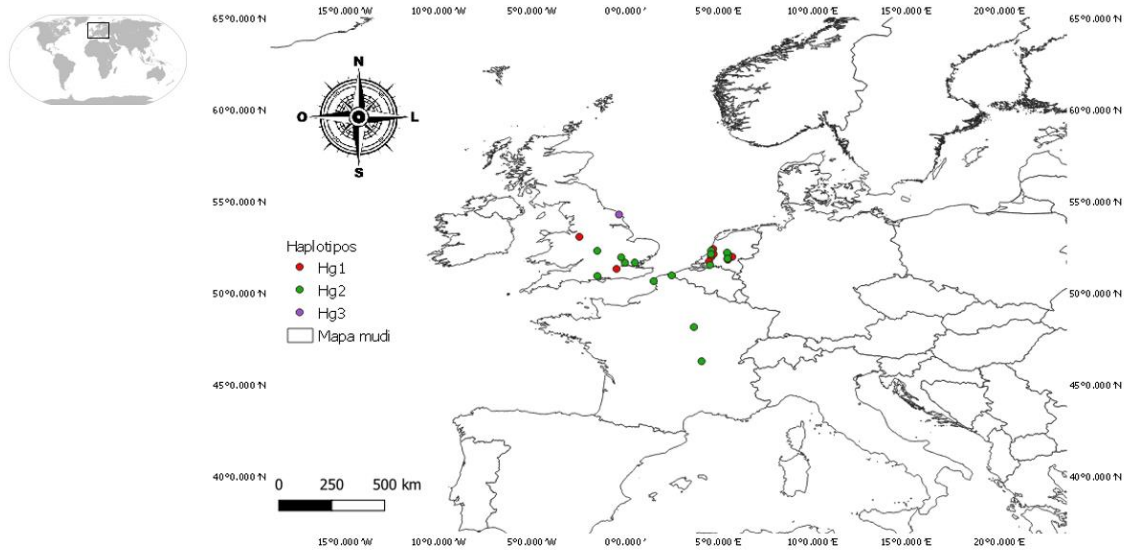 15°0.000 'W 10°0.000 'W 5°0.000 'W 0°0.000 'E 5°0.000 'E 10°0.000 'E 15°0.000 'E 20°0.000 'E
65°0.000 'N 65°0.000 'N
N
60°0.000 'N 60°0.000 'N
O L
S
55°0.000 'N 55°0.000 'N
Haplotipos
Hg1
Hg2
50°0.000 'N 50°0.000 'N
Hg3
Mapa mudi
45°0.000 'N 45°0.000 'N
40°0.000 'N 40°0.000 'N
0 250 500 km
15°0.000 'W 10°0.000 'W 5°0.000 'W 0°0.000 'E 5°0.000 'E 10°0.000 'E 15°0.000 'E 20°0.000 'E